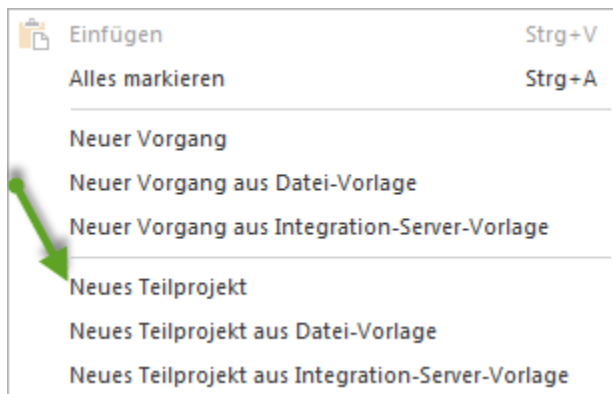 Einfügen Strg+V
Alles markieren Strg+A
Neuer Vorgang
Neuer Vorgang aus Datei-Vorlage
Neuer Vorgang aus Integration-Server-Vorlage
Neues Teilprojekt
Neues Teilprojekt aus Datei-Vorlage
Neues Teilprojekt aus Integration-Server-Vorlage